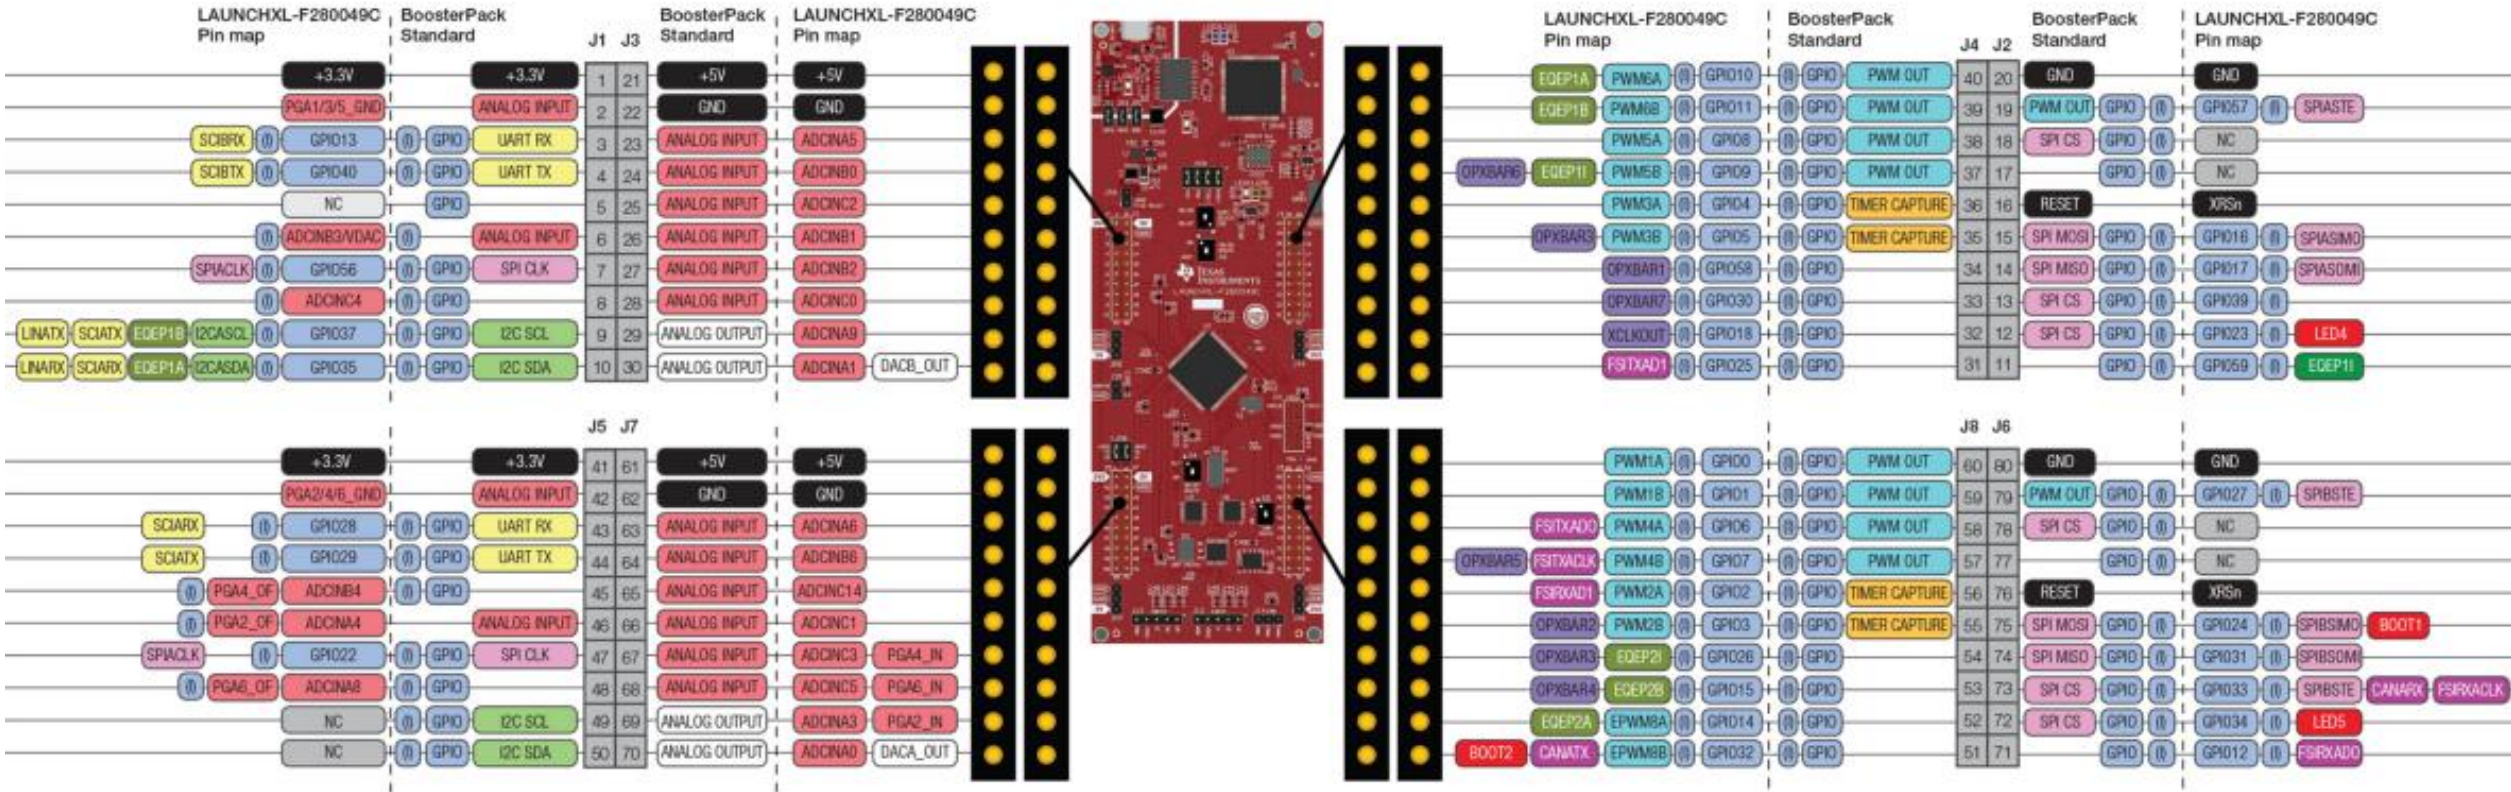 LAUNCHXL-F280049C Pin map BoosterPack Standard J1 J3 BoosterPack Standard LAUNCHXL-F280049C Pin map
+3.3V +3.3V 1 21 +5V +5V
PGA1/3/5_GND ANALOG INPUT 2 22 GND GND
SCIBRX (!) GPIO13 (!) GPIO UART RX 3 23 ANALOG INPUT ADCINA5
SCIBTX (!) GPIO40 (!) GPIO UART TX 4 24 ANALOG INPUT ADCINB0
NC GPIO 5 25 ANALOG INPUT ADCINC2
(!) ADCINB3/VDAC (!) ANALOG INPUT 6 26 ANALOG INPUT ADCINB1
SPIACLK (!) GPIO56 (!) GPIO SPI CLK 7 27 ANALOG INPUT ADCINB2
(!) ADCINC4 (!) GPIO 8 28 ANALOG INPUT ADCINC0
LINATX SCIATX EQEP1B I2CASCL (!) GPIO37 (!) GPIO I2C SCL 9 29 ANALOG OUTPUT ADCINA9
LINARX SCIARX EQEP1A I2CASDA (!) GPIO35 (!) GPIO I2C SDA 10 30 ANALOG OUTPUT ADCINA1 DACB_OUT
J5 J7
+3.3V +3.3V 41 61 +5V +5V
PGA2/4/6_GND ANALOG INPUT 42 62 GND GND
SCIARX (!) GPIO28 (!) GPIO UART RX 43 63 ANALOG INPUT ADCINA6
SCIATX (!) GPIO29 (!) GPIO UART TX 44 64 ANALOG INPUT ADCINB6
(!) PGA4_OF ADCINB4 (!) GPIO 45 65 ANALOG INPUT ADCINC14
(!) PGA2_OF ADCINA4 ANALOG INPUT 46 66 ANALOG INPUT ADCINC1
SPIACLK (!) GPIO22 (!) GPIO SPI CLK 47 67 ANALOG INPUT ADCINC3 PGA4_IN
(!) PGA6_OF ADCINA8 (!) GPIO 48 68 ANALOG INPUT ADCINC5 PGA6_IN
NC (!) GPIO I2C SCL 49 69 ANALOG OUTPUT ADCINA3 PGA2_IN
NC (!) GPIO I2C SDA 50 70 ANALOG OUTPUT ADCINA0 DACA_OUT
TEXAS
INSTRUMENTS
LAUNCHXL-F280049C
LAUNCHXL-F280049C Pin map BoosterPack Standard J4 J2 BoosterPack Standard LAUNCHXL-F280049C Pin map
EQEP1A PWM6A (!) GPIO10 (!) GPIO PWM OUT 40 20 GND GND
EQEP1B PWM6B (!) GPIO11 (!) GPIO PWM OUT 39 19 PWM OUT GPIO (!) GPIO57 (!) SPIASTE
PWM5A (!) GPIO8 (!) GPIO PWM OUT 38 18 SPI CS GPIO (!) NC
OPXBAR6 EQEP1I PWM5B (!) GPIO9 (!) GPIO PWM OUT 37 17 GPIO (!) NC
PWM3A (!) GPIO4 (!) GPIO TIMER CAPTURE 36 16 RESET XRSn
OPXBAR3 PWM3B (!) GPIO5 (!) GPIO TIMER CAPTURE 35 15 SPI MOSI GPIO (!) GPIO16 (!) SPIASIMO
OPXBAR1 (!) GPIO58 (!) GPIO 34 14 SPI MISO GPIO (!) GPIO17 (!) SPIASOMI
OPXBAR7 (!) GPIO30 (!) GPIO 33 13 SPI CS GPIO (!) GPIO39 (!)
XCLKOUT (!) GPIO18 (!) GPIO 32 12 SPI CS GPIO (!) GPIO23 (!) LED4
FSITXAD1 (!) GPIO25 (!) GPIO 31 11 GPIO (!) GPIO59 (!) EQEP1I
J8 J6
PWM1A (!) GPIO0 (!) GPIO PWM OUT 60 80 GND GND
PWM1B (!) GPIO1 (!) GPIO PWM OUT 59 79 PWM OUT GPIO (!) GPIO27 (!) SPIBSTE
FSITXAD0 PWM4A (!) GPIO6 (!) GPIO PWM OUT 58 78 SPI CS GPIO (!) NC
OPXBAR5 FSITXACLK PWM4B (!) GPIO7 (!) GPIO PWM OUT 57 77 GPIO (!) NC
FSIRXAD1 PWM2A (!) GPIO2 (!) GPIO TIMER CAPTURE 56 76 RESET XRSn
OPXBAR2 PWM2B (!) GPIO3 (!) GPIO TIMER CAPTURE 55 75 SPI MOSI GPIO (!) GPIO24 (!) SPIBSIMO BOOT1
OPXBAR3 EQEP2I (!) GPIO26 (!) GPIO 54 74 SPI MISO GPIO (!) GPIO31 (!) SPIBSOMI
OPXBAR4 EQEP2B (!) GPIO15 (!) GPIO 53 73 SPI CS GPIO (!) GPIO33 (!) SPIBSTE CANARX FSIRXACLK
EQEP2A EPWM8A (!) GPIO14 (!) GPIO 52 72 SPI CS GPIO (!) GPIO34 (!) LED5
BOOT2 CANATX EPWM8B (!) GPIO32 (!) GPIO 51 71 GPIO (!) GPIO12 (!) FSIRXAD0